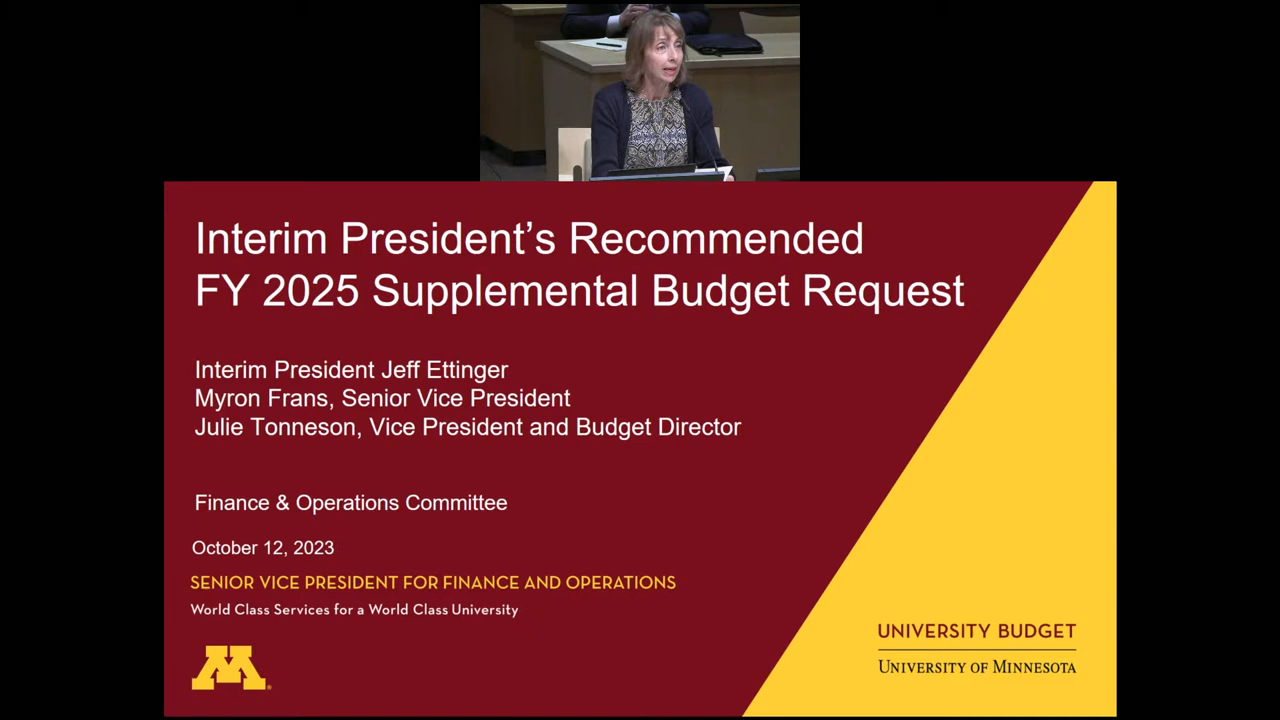 Interim President’s Recommended
FY 2025 Supplemental Budget Request
Interim President Jeff Ettinger
Myron Frans, Senior Vice President
Julie Tonneson, Vice President and Budget Director
Finance & Operations Committee
October 12, 2023
SENIOR VICE PRESIDENT FOR FINANCE AND OPERATIONS
World Class Services for a World Class University
M
UNIVERSITY BUDGET
UNIVERSITY OF MINNESOTA